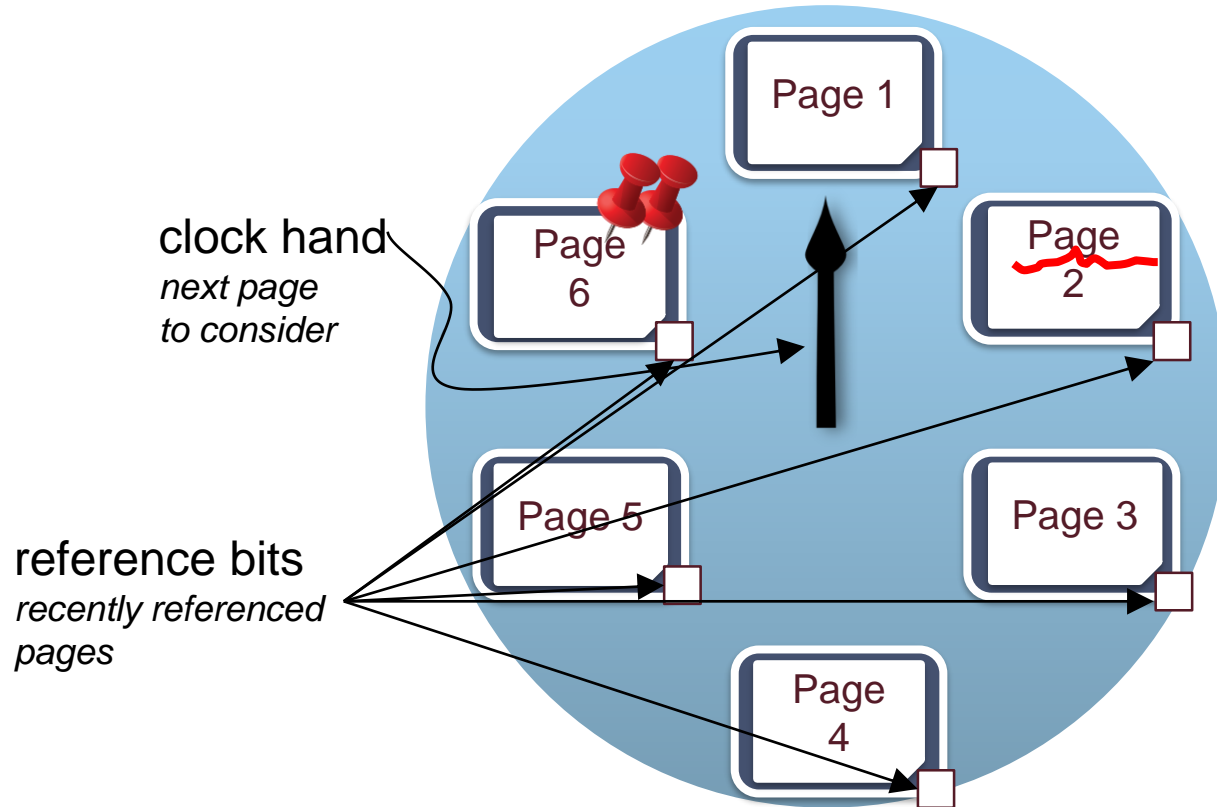 Page 1
clock hand
next page
to consider
Page
6
Page
2
Page 5
Page 3
reference bits
recently referenced
pages
Page
4